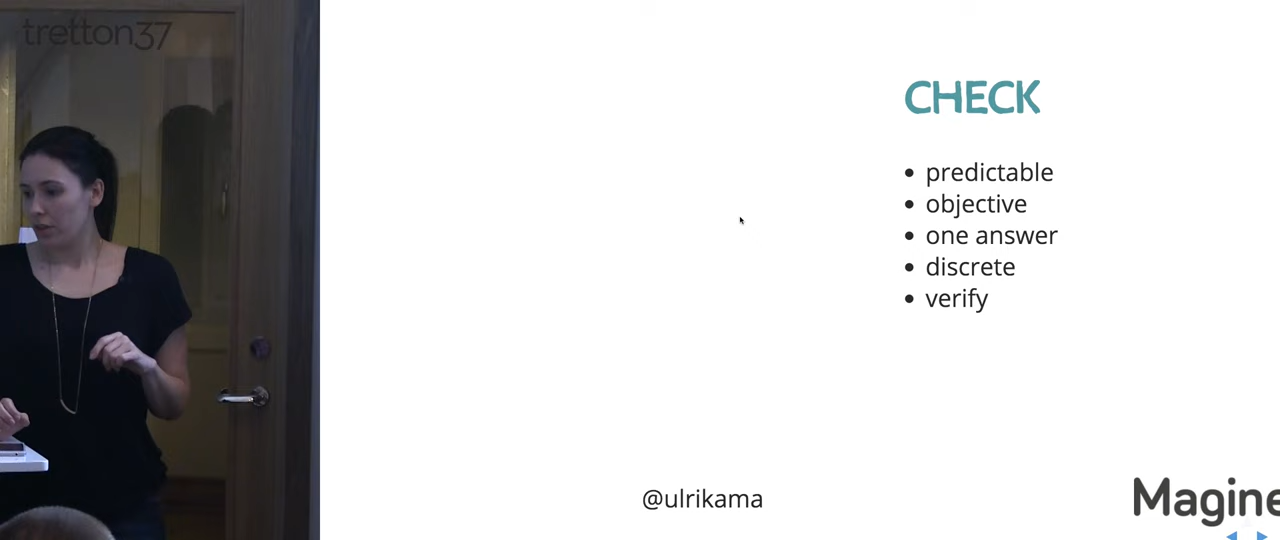 tretton37
CHECK
predictable
objective
one answer
discrete
verify
@ulrikama
Magine